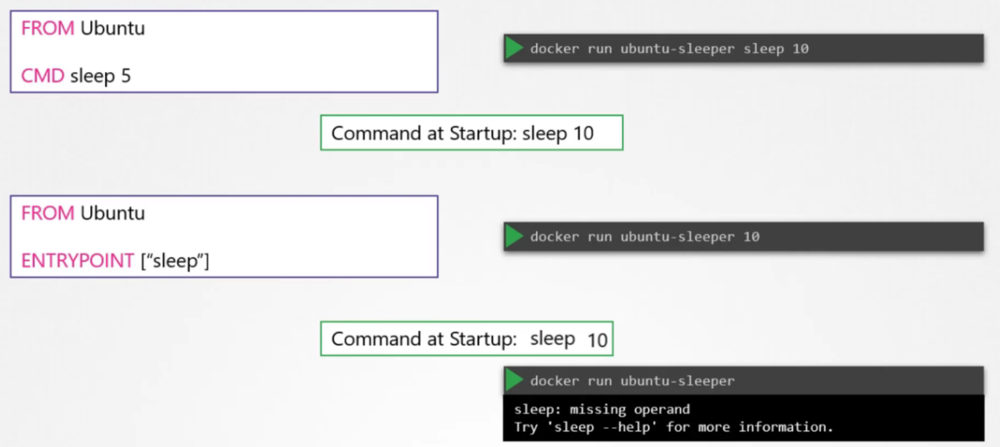 FROM Ubuntu
CMD sleep 5
docker run ubuntu-sleeper sleep 10
Command at Startup: sleep 10
FROM Ubuntu
ENTRYPOINT [“sleep”]
docker run ubuntu-sleeper 10
Command at Startup: sleep 10
docker run ubuntu-sleeper
sleep: missing operand
Try 'sleep --help' for more information.